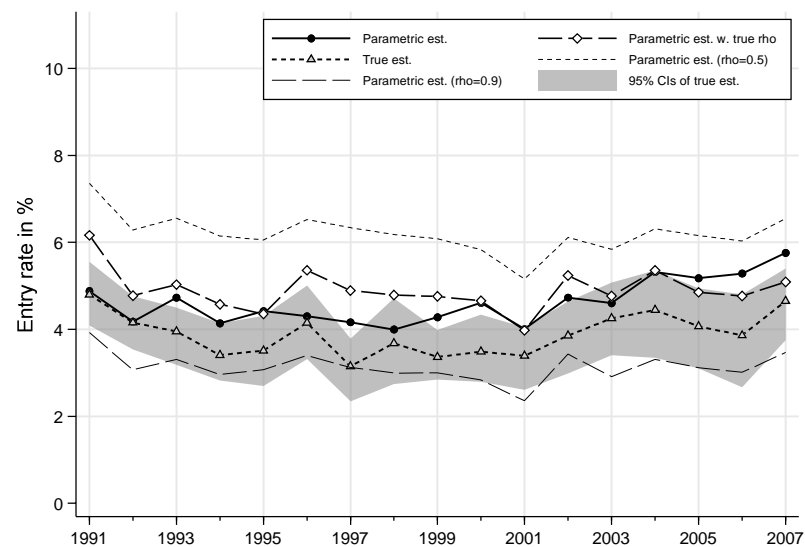 Parametric est.
Parametric est. w. true rho
True est.
Parametric est. (rho=0.5)
Parametric est. (rho=0.9)
95% CIs of true est.
Entry rate in %
10
8
6
4
2
0
1991 1993 1995 1997 1999 2001 2003 2005 2007